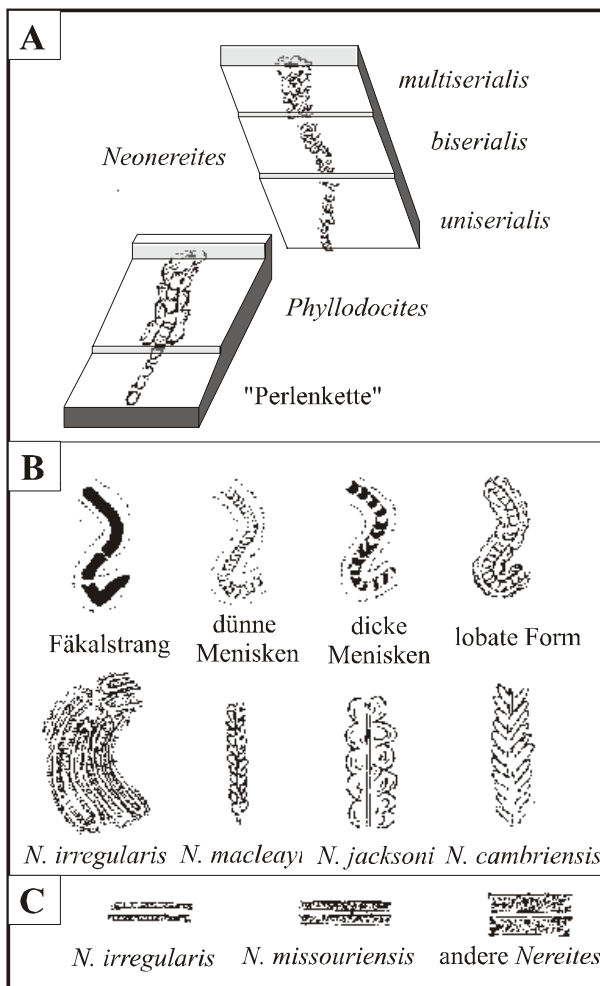 A
multiserialis
biserialis
Neonereites
uniserialis
Phyllodocites
"Perlenkette"
B
Fäkalstrang
dünne
Menisken
dicke
Menisken
lobate Form
N. irregularis N. macleayi N. jacksoni N. cambriensis
C
N. irregularis N. missouriensis andere Nereites